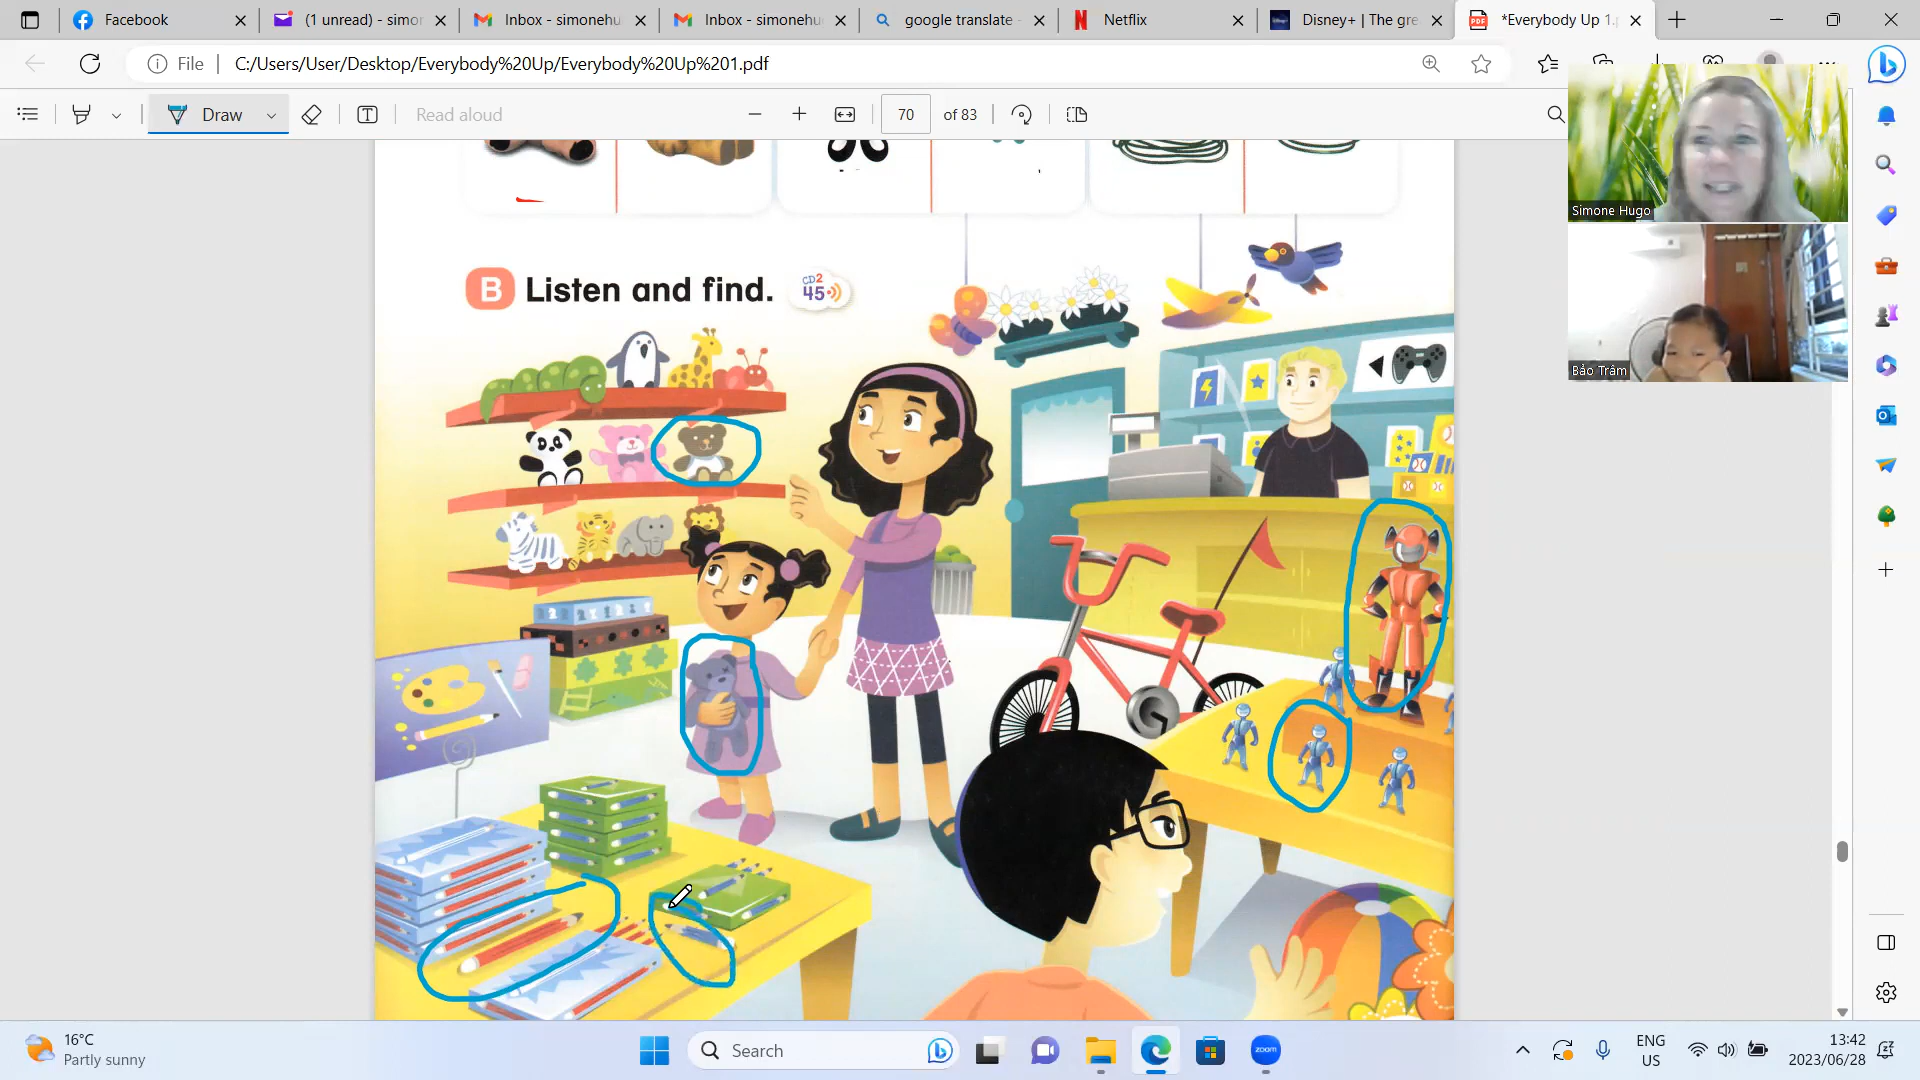 Facebook
(1 unread) - simor
Inbox - simonehu
Inbox - simonehu
google translate -
Netflix
Disney+ | The gre
*Everybody Up 1.p
File
C:/Users/User/Desktop/Everybody%20Up/Everybody%20Up%201.pdf
Draw
Read aloud
70 of 83
Simone Hugo
Bảo Trâm
B Listen and find.
CD2
45
16°C
Partly sunny
Search
zoom
ENG
US
13:42
2023/06/28